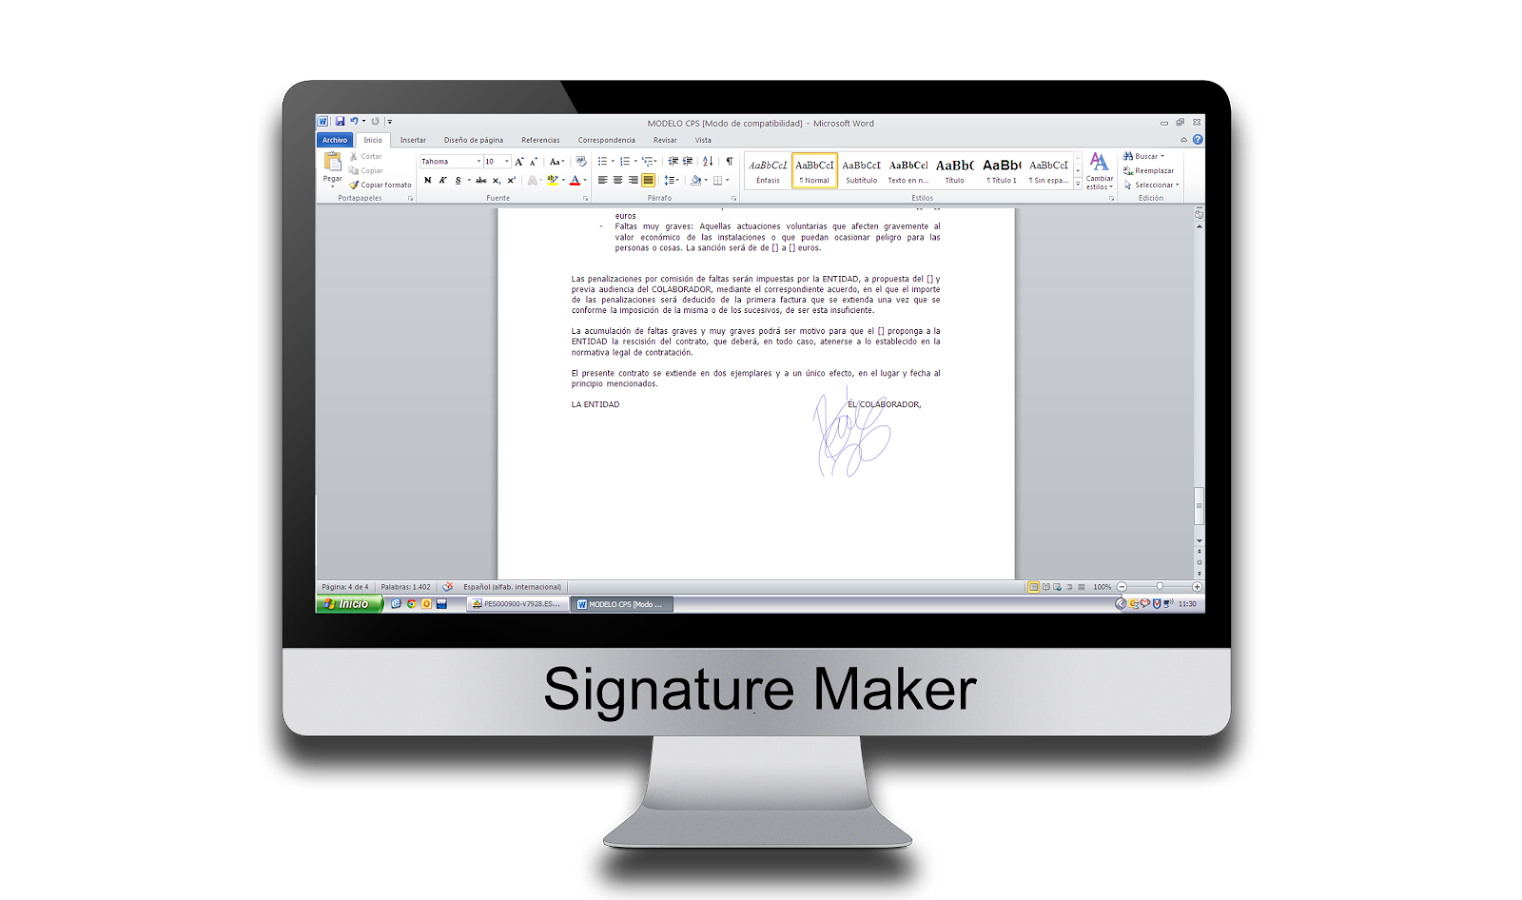 MODELO CPS [Modo de compatibilidad] - Microsoft Word
Archivo Inicio Insertar Diseño de página Referencias Correspondencia Revisar Vista
Pegar
Cortar
Copiar
Copiar formato
Portapapeles
Tahoma 10
Fuente
Párrafo
AaBbCcI AaBbCcI AaBbCcI AaBbCcI AaBb( AaBb( AaBbCcI
Énfasis ¶ Normal Subtítulo Texto en n... Título ¶ Título 1 ¶ Sin espa...
Estilos
Cambiar
estilos
Buscar
Reemplazar
Seleccionar
Edición
euros
- Faltas muy graves: Aquellas actuaciones voluntarias que afecten gravemente al
valor económico de las instalaciones o que puedan ocasionar peligro para las
personas o cosas. La sanción será de de [] a [] euros.
Las penalizaciones por comisión de faltas serán impuestas por la ENTIDAD, a propuesta del [] y
previa audiencia del COLABORADOR, mediante el correspondiente acuerdo, en el que el importe
de las penalizaciones será deducido de la primera factura que se extienda una vez que se
conforme la imposición de la misma o de los sucesivos, de ser esta insuficiente.
La acumulación de faltas graves y muy graves podrá ser motivo para que el [] proponga a la
ENTIDAD la rescisión del contrato, que deberá, en todo caso, atenerse a lo establecido en la
normativa legal de contratación.
El presente contrato se extiende en dos ejemplares y a un único efecto, en el lugar y fecha al
principio mencionados.
LA ENTIDAD EL COLABORADOR,
Página: 4 de 4 Palabras: 1.402 Español (alfab. internacional) 100%
Inicio PES000900-V7928.ES... MODELO CPS [Modo ... 11:30
Signature Maker